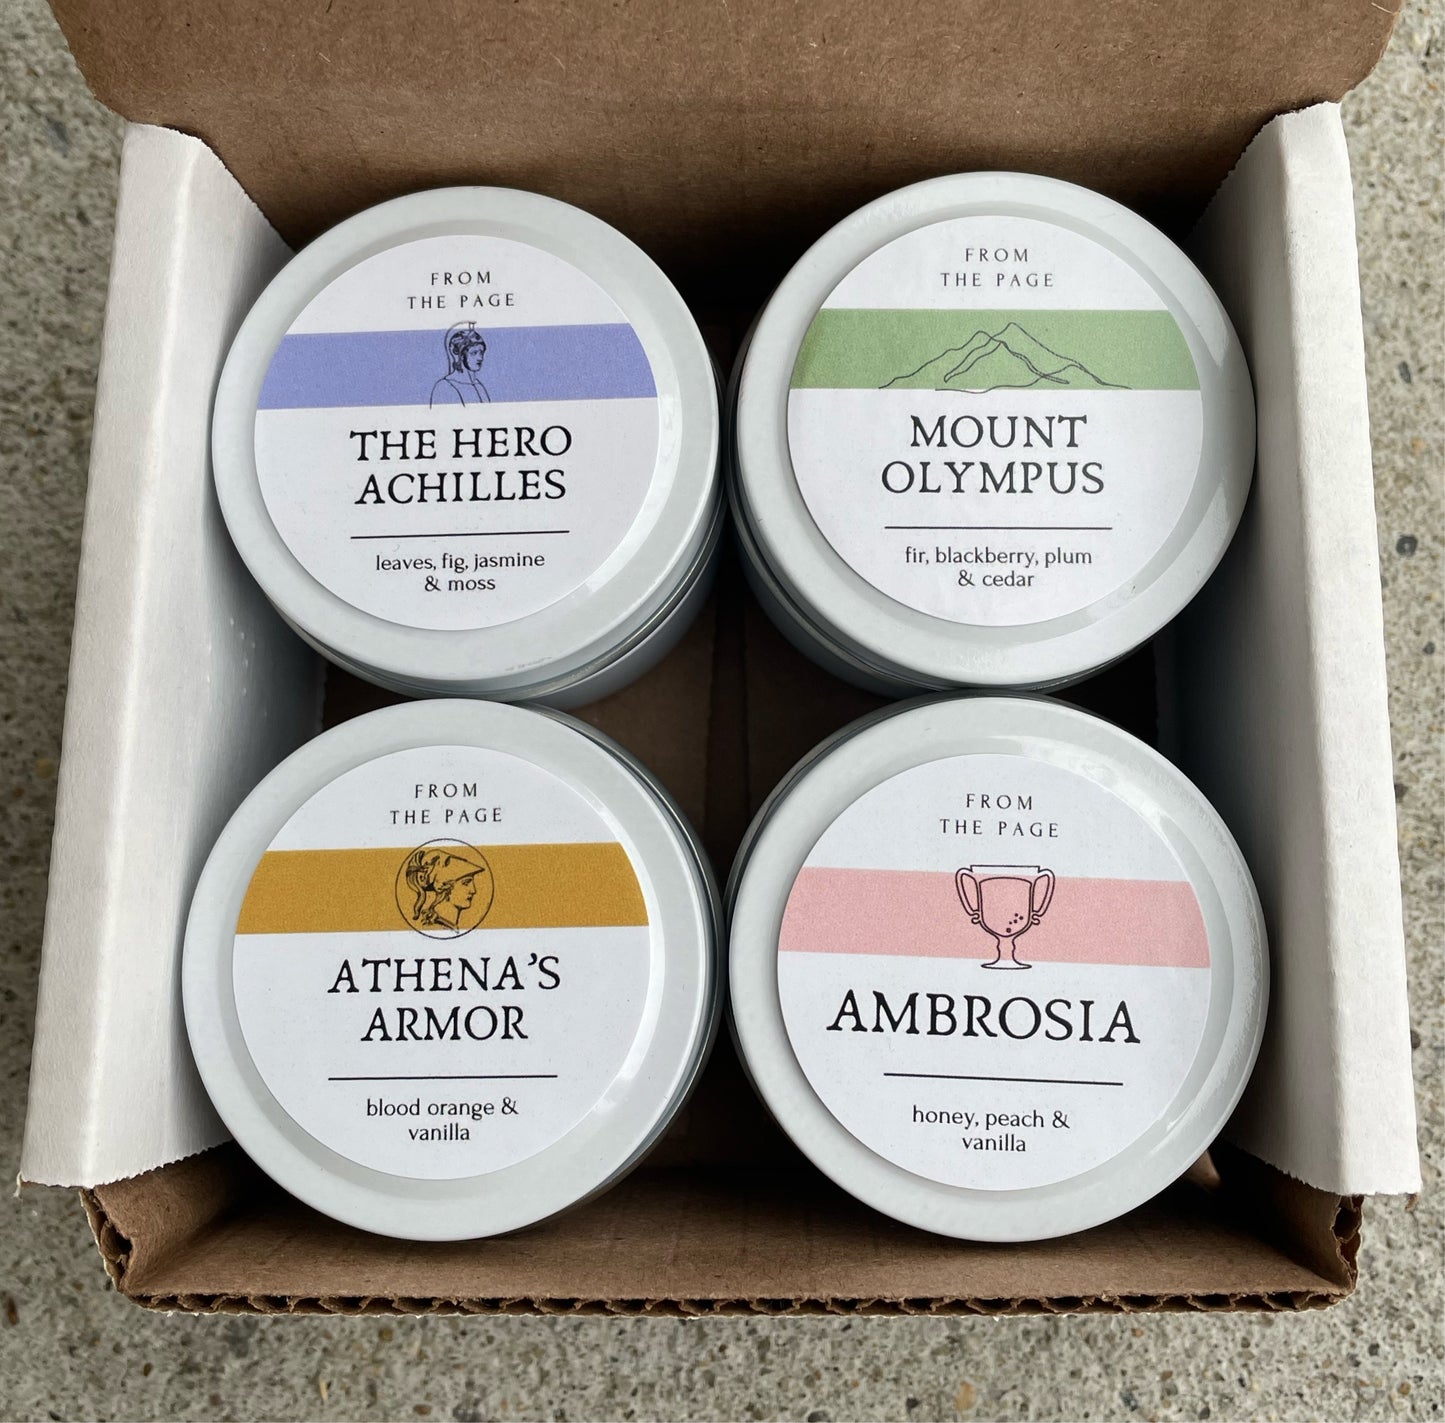 FROM
THE PAGE
THE HERO
ACHILLES
leaves, fig, jasmine
& moss
FROM
THE PAGE
MOUNT
OLYMPUS
fir, blackberry, plum
& cedar
FROM
THE PAGE
ATHENA'S
ARMOR
blood orange &
vanilla
FROM
THE PAGE
AMBROSIA
honey, peach &
vanilla